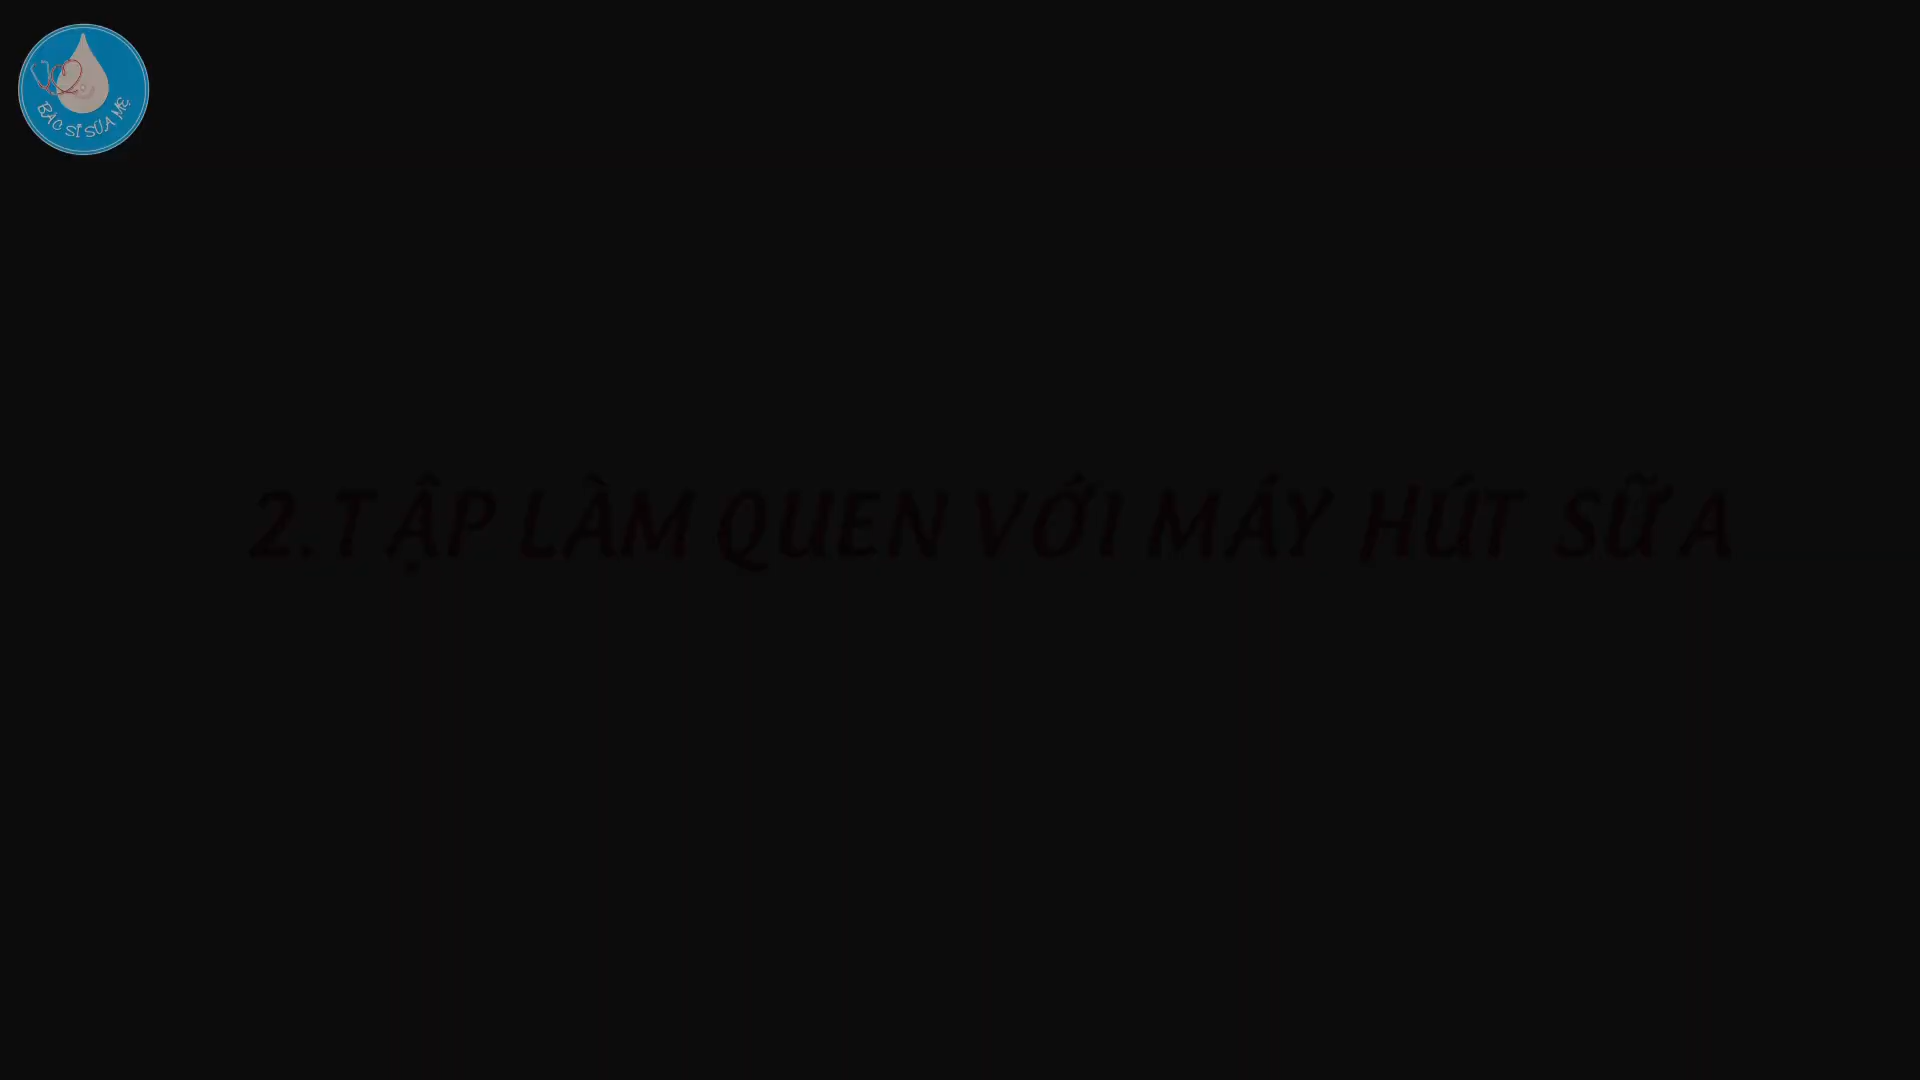 BÁC SĨ SỮA MẸ
2. TẬP LÀM QUEN VỚI MÁY HÚT SỮA